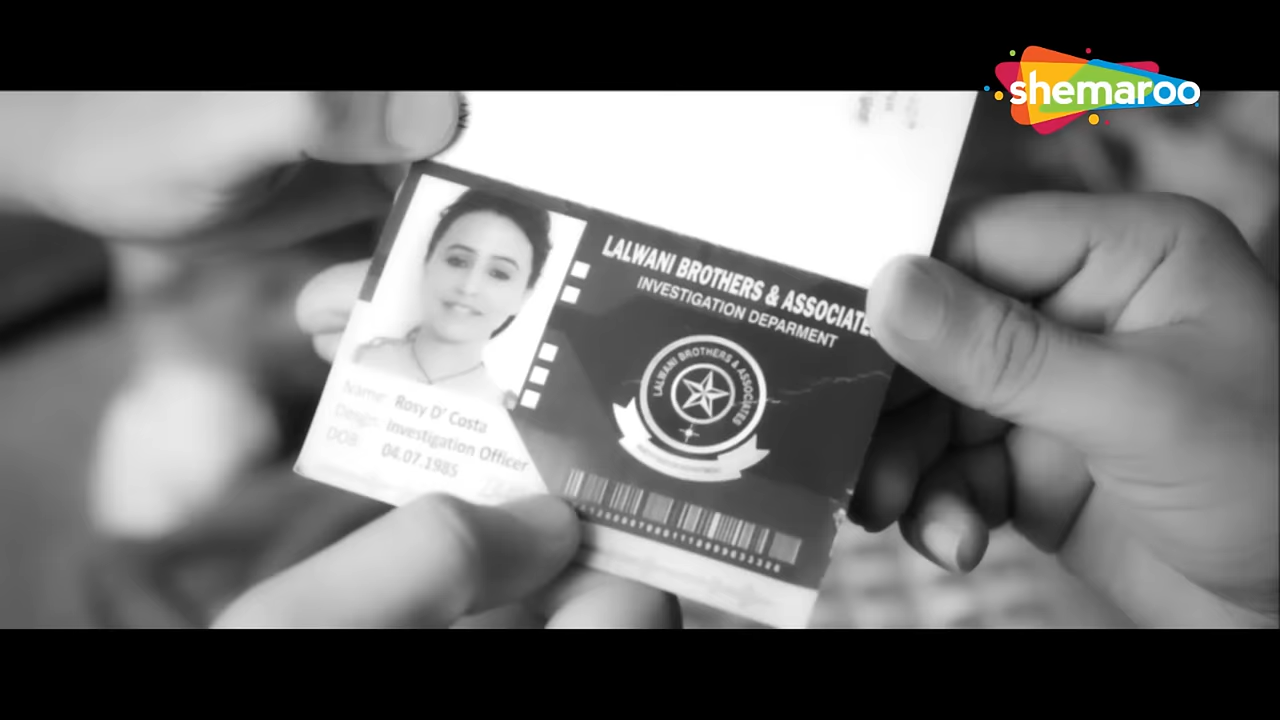 shemaroo
LALWANI BROTHERS & ASSOCIATE
INVESTIGATION DEPARMENT
LALWANI BROTHERS & ASSOCIATES
Name: Rosy D' Costa
Design: Investigation Officer
DOB: 04.07.1985